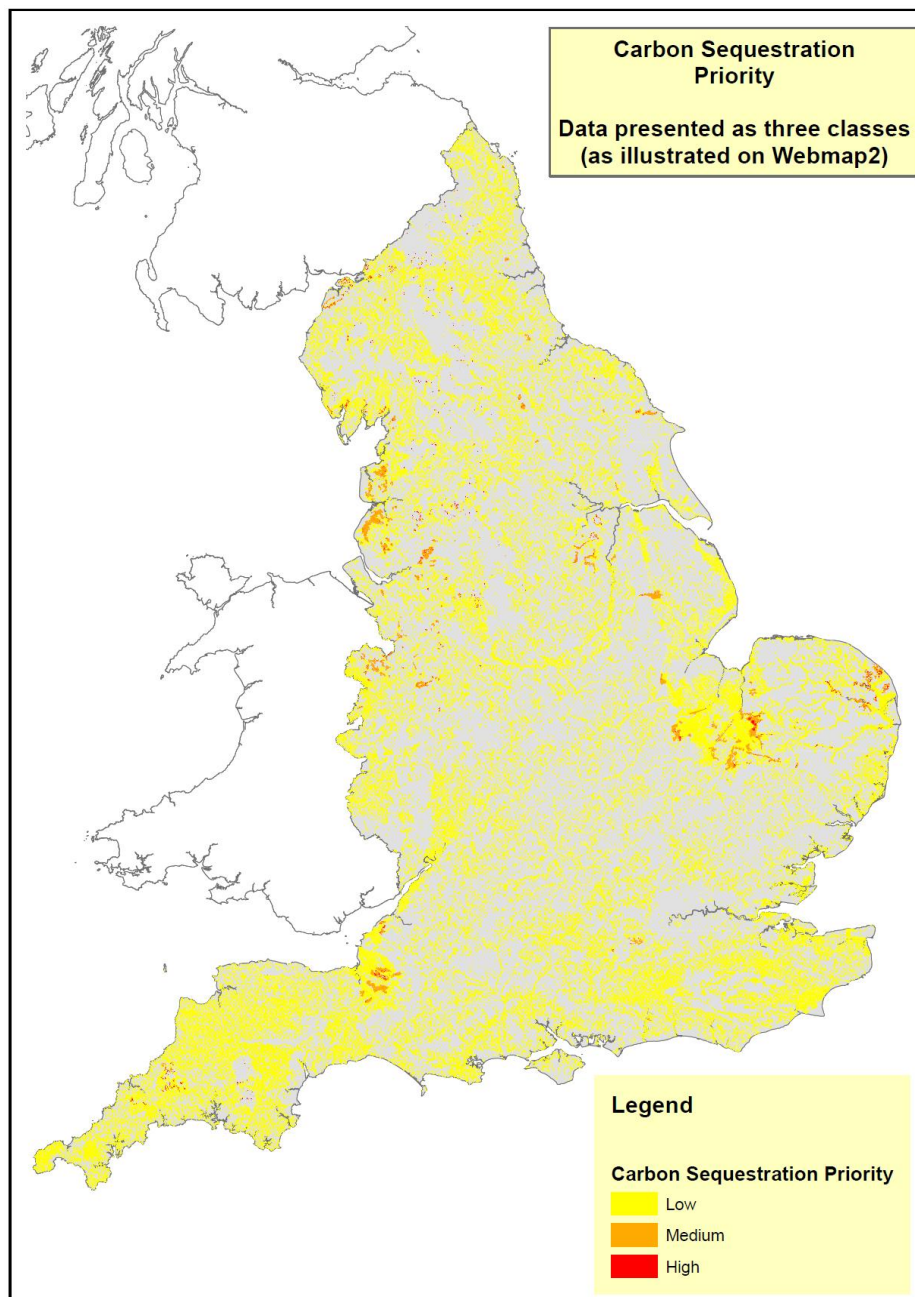 Carbon Sequestration
Priority
Data presented as three classes
(as illustrated on Webmap2)
Legend
Carbon Sequestration Priority
Low
Medium
High